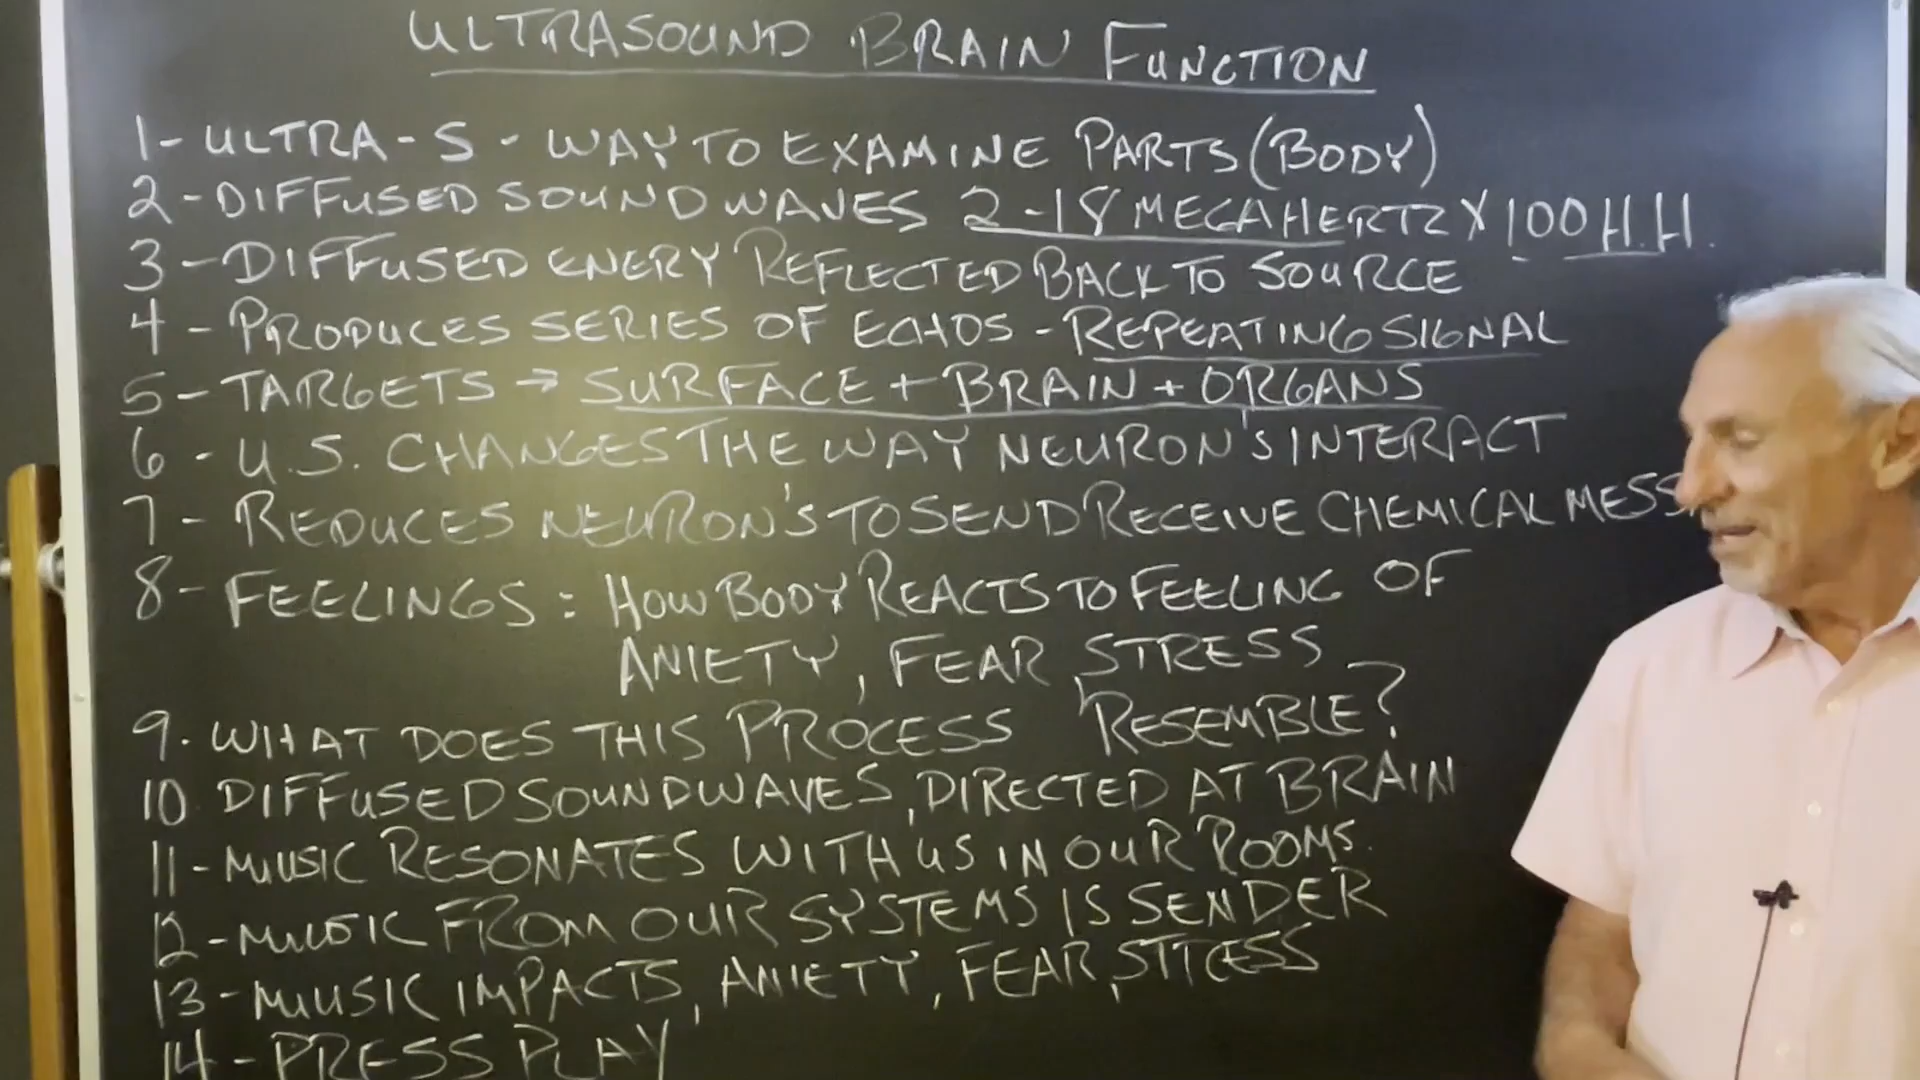 ULTRASOUND BRAIN FUNCTION
1- ULTRA-S - WAY TO EXAMINE PARTS (BODY)
2- DIFFUSED SOUND WAVES 2-18 MEGAHERTZ X 100 H.H.
3- DIFFUSED ENERY REFLECTED BACK TO SOURCE
4- PRODUCES SERIES OF ECHOS - REPEATING SIGNAL
5- TARGETS → SURFACE + BRAIN + ORGANS
6- U.S. CHANGES THE WAY NEURON'S INTERACT
7- REDUCES NEURON'S TO SEND RECEIVE CHEMICAL MESS
8- FEELINGS: HOW BODY REACTS TO FEELING OF
ANIETY, FEAR, STRESS
9. WHAT DOES THIS PROCESS RESEMBLE?
10 DIFFUSED SOUNDWAVES, DIRECTED AT BRAIN
11- MUSIC RESONATES WITH US IN OUR ROOMS.
12- MUSIC FROM OUR SYSTEMS IS SENDER
13- MUSIC IMPACTS, ANIETY, FEAR, STRESS
14- PRESS PLAY